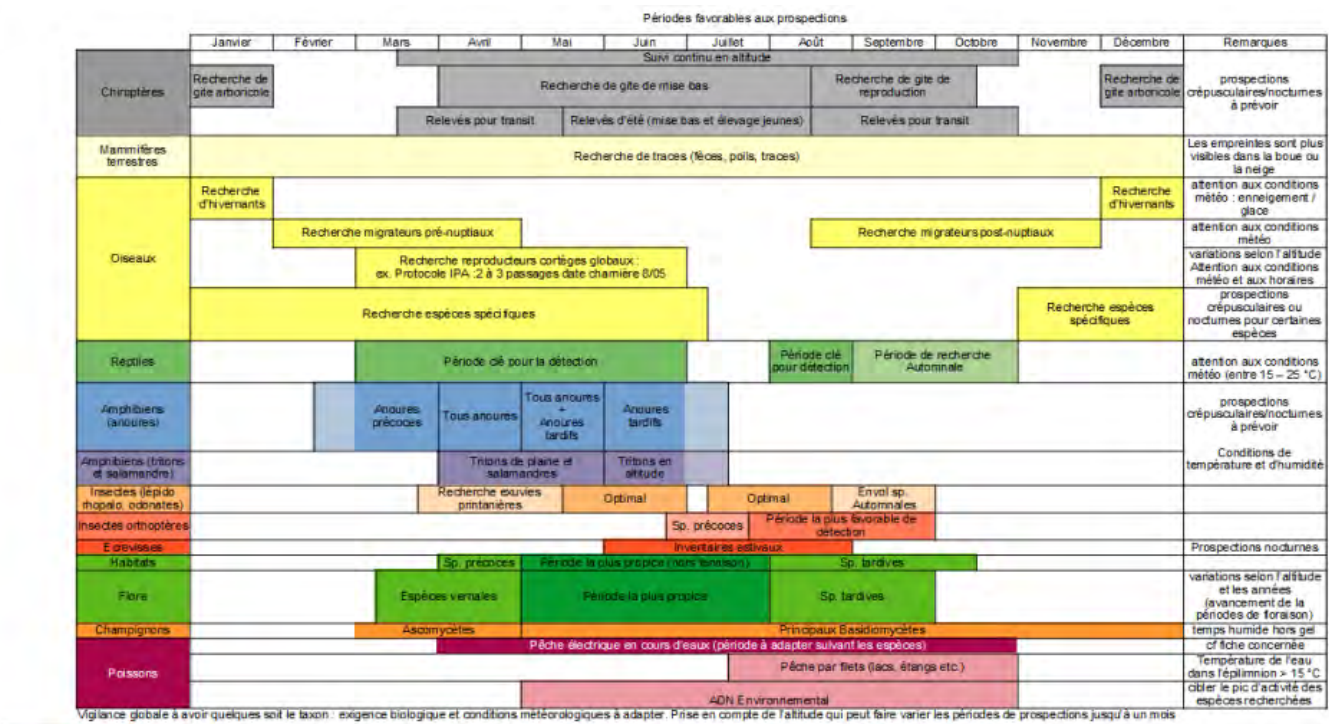 Périodes favorables aux prospections
Janvier Février Mars Avril Mai Juin Juillet Août Septembre Octobre Novembre Décembre Remarques
Chiroptères
Suivi continu en altitude
Recherche de
gite arboricole
Recherche de gite de mise bas
Recherche de gite de
reproduction
Recherche de
gite arboricole
Relevés pour transit
Relevés d'été (mise bas et élevage jeunes)
Relevés pour transit
prospections
crépusculaires/nocturnes
à prévoir
Mammifères
terrestres
Recherche de traces (fèces, poils, traces)
Les empreintes sont plus
visibles dans la boue ou
la neige
Oiseaux
Recherche
d'hivernants
Recherche
d'hivernants
attention aux conditions
météo : enneigement /
glace
Recherche migrateurs pré-nuptiaux
Recherche migrateurs post-nuptiaux
attention aux conditions
météo
Recherche reproducteurs cortèges globaux :
ex. Protocole IPA :2 à 3 passages date charnière 8/05
variations selon l'altitude
Attention aux conditions
météo et aux horaires
Recherche espèces spécifiques
Recherche espèces
spécifiques
prospections
crépusculaires ou
nocturnes pour certaines
espèces
Reptiles
Période clé pour la détection
Période clé
pour détection
Période de recherche
Automnale
attention aux conditions
météo (entre 15 – 25 °C)
Amphibiens
(anoures)
Anoures
précoces
Tous anoures
Tous anoures
+
Anoures
tardifs
Anoures
tardifs
prospections
crépusculaires/nocturnes
à prévoir
Amphibiens (tritons
et salamandre)
Tritons de plaine et
salamandres
Tritons en
altitude
Conditions de
température et d'humidité
Insectes (lépido
rhopalo, odonates)
Recherche exuvies
printanières
Optimal
Optimal
Envol sp.
Automnales
Insectes orthoptères
Sp. précoces
Période la plus favorable de
détection
Ecrevisses
Inventaires estivaux
Prospections nocturnes
Habitats
Sp. précoces
Période la plus propice (hors fenaison)
Sp. tardives
Flore
Espèces vernales
Période la plus propice
Sp. tardives
variations selon l'altitude
et les années
(avancement de la
périodes de floraison)
Champignons
Ascomycètes
Principaux Basidiomycètes
temps humide hors gel
Poissons
Pêche électrique en cours d'eaux (période à adapter suivant les espèces)
cf fiche concernée
Pêche par filets (lacs, étangs etc.)
Température de l'eau
dans l'épilimnion > 15 °C
ADN Environnemental
cibler le pic d'activité des
espèces recherchées
Vigilance globale à avoir quelques soit le taxon : exigence biologique et conditions météorologiques à adapter. Prise en compte de l'altitude qui peut faire varier les périodes de prospections jusqu'à un mois